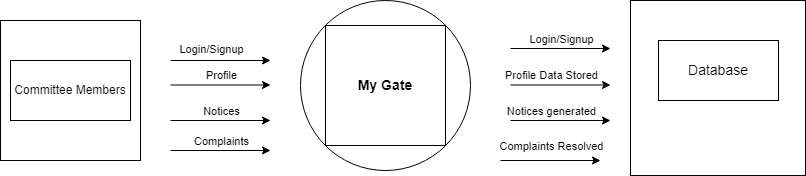 Committee Members
Login/Signup
Profile
Notices
Complaints
My Gate
Login/Signup
Profile Data Stored
Notices generated
Complaints Resolved
Database